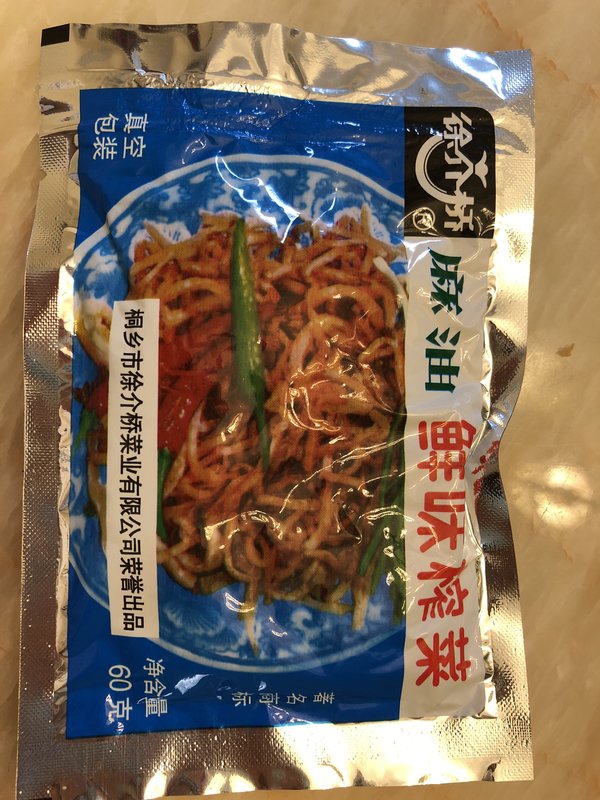 徐介桥
®
麻油
鲜味榨菜
真空
包装
桐乡市徐介桥菜业有限公司荣誉出品
著名商标
净含量
60克